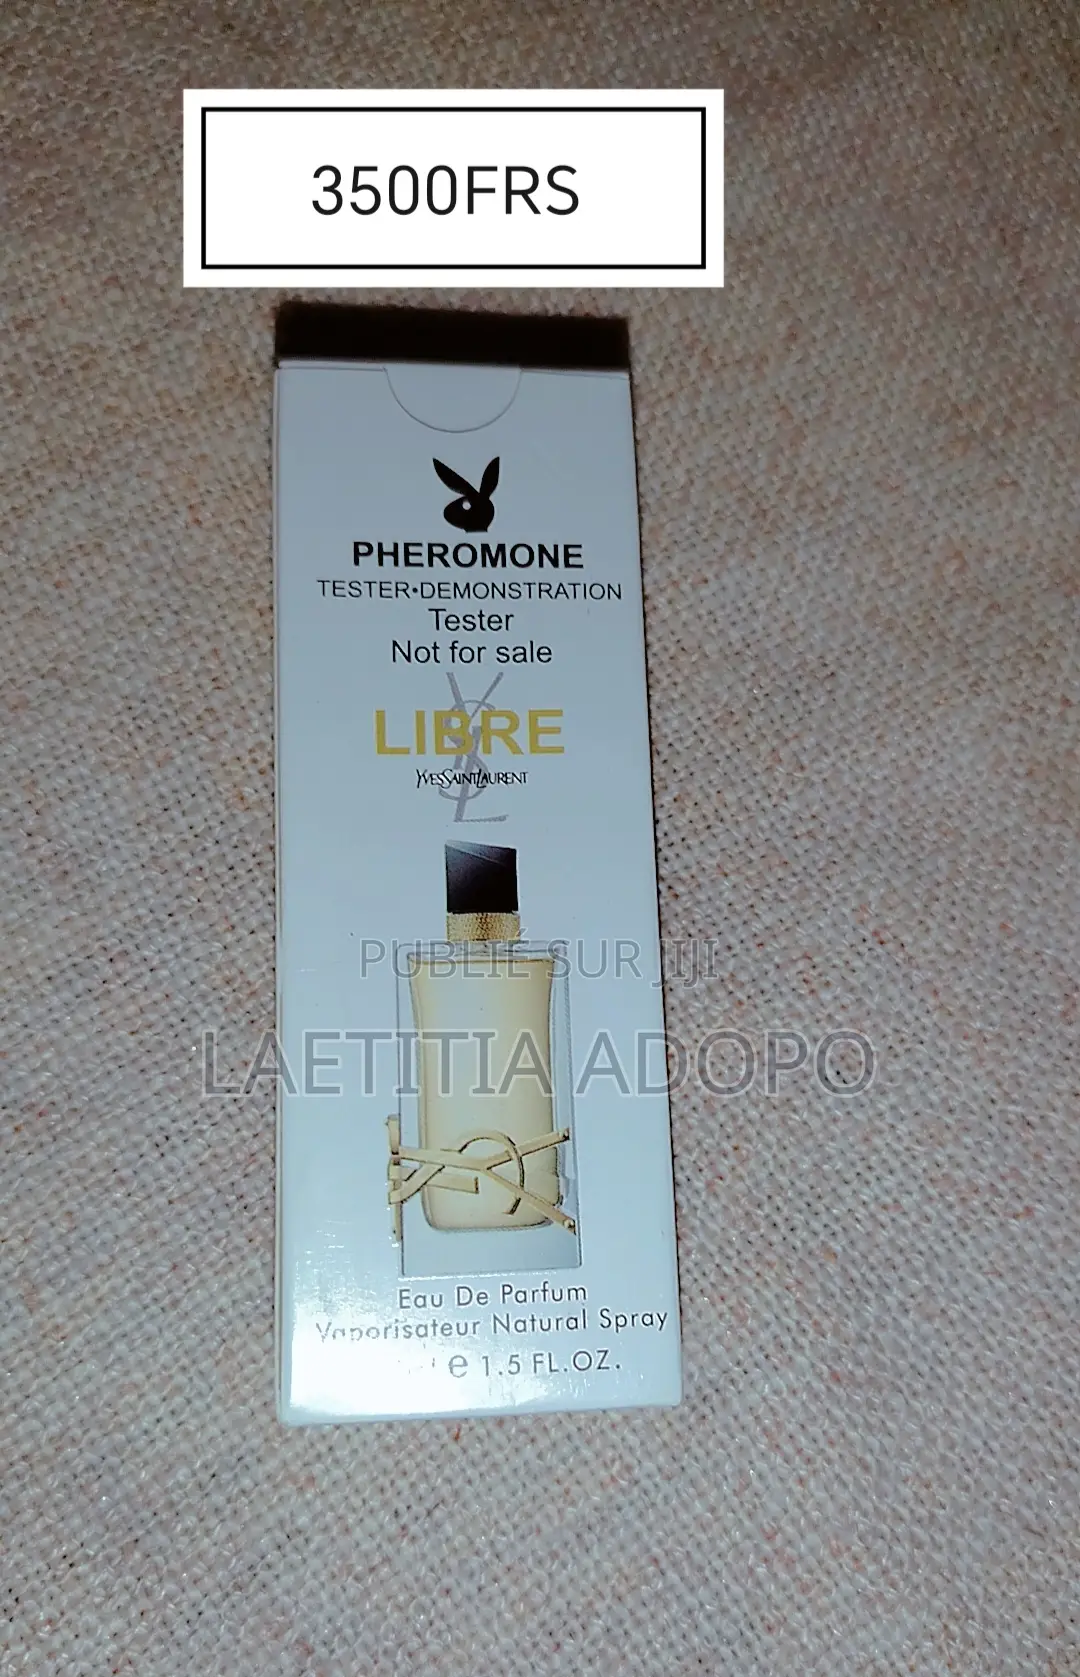 3500FRS
PHEROMONE
TESTER•DEMONSTRATION
Tester
Not for sale
YSL
LIBRE
YVESSAINTLAURENT
PUBLIÉ SUR JIJI
LAETITIA ADOPO
Eau De Parfum
Vaporisateur Natural Spray
e 1.5 FL.OZ.